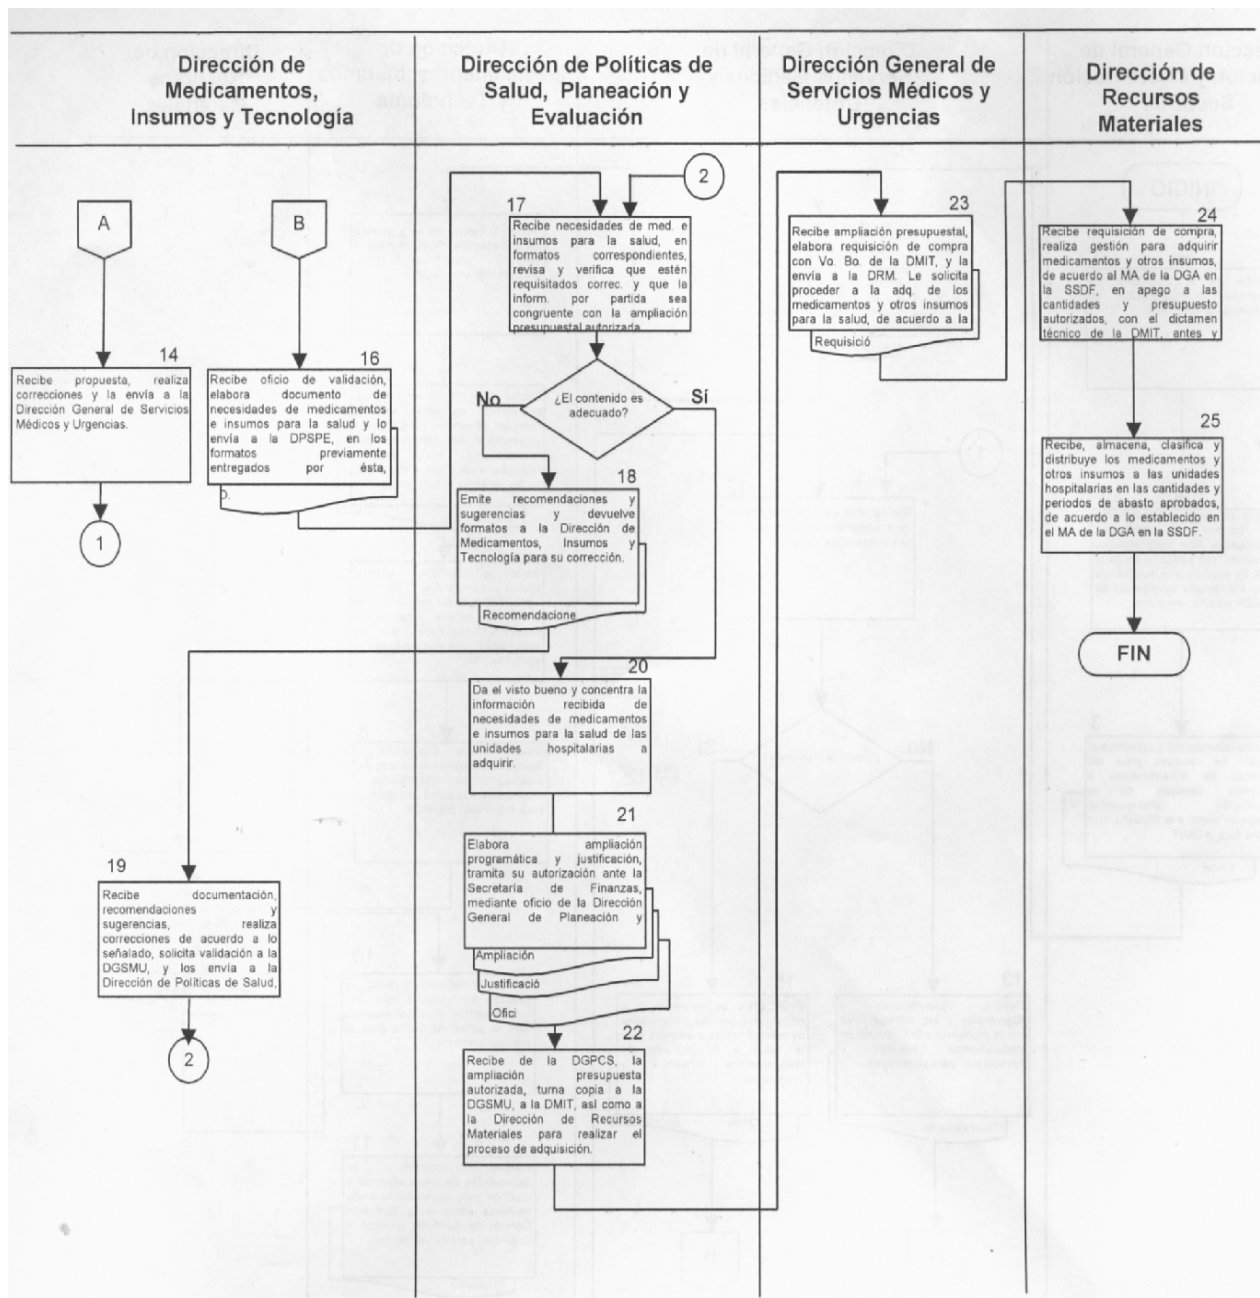 Dirección de
Medicamentos,
Insumos y Tecnología
Dirección de Políticas de
Salud, Planeación y
Evaluación
Dirección General de
Servicios Médicos y
Urgencias
Dirección de
Recursos
Materiales
A
B
2
17
Recibe necesidades de med. e
insumos para la salud, en
formatos correspondientes,
revisa y verifica que estén
requisitados correc. y que la
inform. por partida sea
congruente con la ampliación
presupuestal autorizada
23
Recibe ampliación presupuestal,
elabora requisición de compra
con Vo. Bo. de la DMIT, y la
envía a la DRM. Le solicita
proceder a la adq. de los
medicamentos y otros insumos
para la salud, de acuerdo a la
Requisició
24
Recibe requisición de compra,
realiza gestión para adquirir
medicamentos y otros insumos,
de acuerdo al MA de la DGA en
la SSDF, en apego a las
cantidades y presupuesto
autorizados, con el dictamen
técnico de la DMIT, antes y
14
Recibe propuesta, realiza
correcciones y la envía a la
Dirección General de Servicios
Médicos y Urgencias.
1
16
Recibe oficio de validación,
elabora documento de
necesidades de medicamentos
e insumos para la salud y lo
envía a la DPSPE, en los
formatos previamente
entregados por ésta,
¿El contenido es
adecuado?
No
Sí
18
Emite recomendaciones y
sugerencias y devuelve
formatos a la Dirección de
Medicamentos, Insumos y
Tecnología para su corrección.
Recomendacione
25
Recibe, almacena, clasifica y
distribuye los medicamentos y
otros insumos a las unidades
hospitalarias en las cantidades y
periodos de abasto aprobados,
de acuerdo a lo establecido en
el MA de la DGA en la SSDF.
FIN
20
Da el visto bueno y concentra la
información recibida de
necesidades de medicamentos
e insumos para la salud de las
unidades hospitalarias a
adquirir.
21
Elabora ampliación
programática y justificación,
tramita su autorización ante la
Secretaría de Finanzas,
mediante oficio de la Dirección
General de Planeación y
Ampliación
Justificació
Ofici
19
Recibe documentación,
recomendaciones y
sugerencias, realiza
correcciones de acuerdo a lo
señalado, solicita validación a la
DGSMU, y los envía a la
Dirección de Políticas de Salud,
2
22
Recibe de la DGPCS, la
ampliación presupuesta
autorizada, turna copia a la
DGSMU, a la DMIT, así como a
la Dirección de Recursos
Materiales para realizar el
proceso de adquisición.